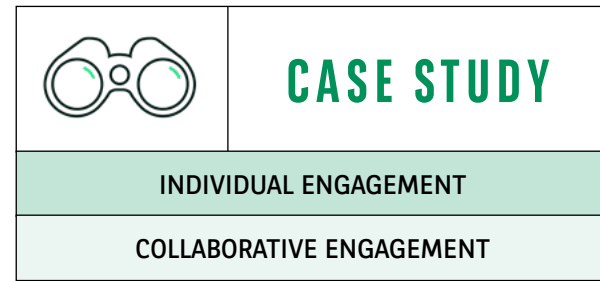 CASE STUDY
INDIVIDUAL ENGAGEMENT
COLLABORATIVE ENGAGEMENT